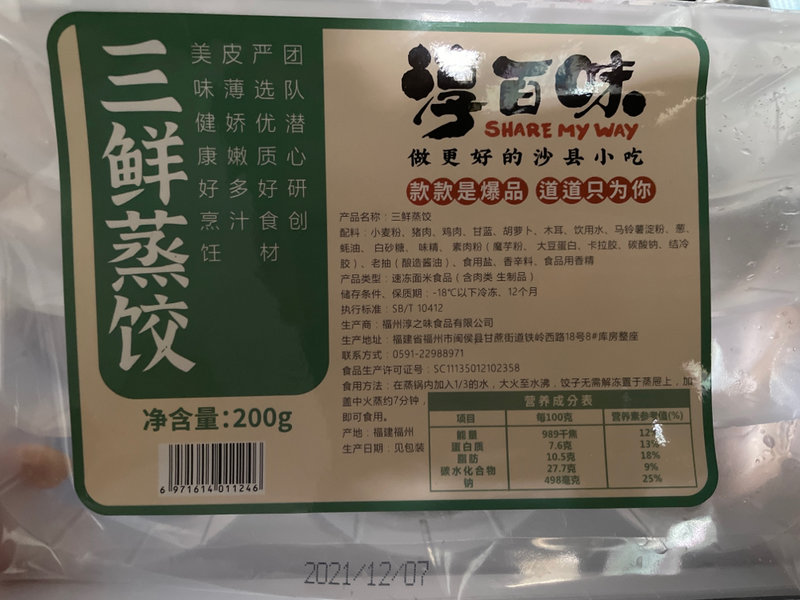 三鲜蒸饺
团队潜心研创
严选优质好食材
皮薄娇嫩多汁
美味健康好烹饪
净含量:200g
6 971614 011246
淳百味
SHARE MY WAY
做更好的沙县小吃
款款是爆品 道道只为你
产品名称：三鲜蒸饺
配料：小麦粉、猪肉、鸡肉、甘蓝、胡萝卜、木耳、饮用水、马铃薯淀粉、葱、
蚝油、白砂糖、味精、素肉粉（魔芋粉、大豆蛋白、卡拉胶、碳酸钠、结冷
胶）、老抽（酿造酱油）、食用盐、香辛料、食品用香精
产品类型：速冻面米食品（含肉类 生制品）
储存条件、保质期：-18℃以下冷冻、12个月
执行标准：SB/T 10412
生产商：福州淳之味食品有限公司
生产地址：福建省福州市闽侯县甘蔗街道铁岭西路18号8#库房整座
联系方式：0591-22988971
食品生产许可证号：SC11135012102358
食用方法：在蒸锅内加入1/3的水，大火至水沸，饺子无需解冻置于蒸屉上，加
盖中火蒸约7分钟，
即可食用。
产地：福建福州
生产日期：见包装
营养成分表
项目 每100克 营养素参考值(%)
能量 989千焦 12%
蛋白质 7.6克 13%
脂肪 10.5克 18%
碳水化合物 27.7克 9%
钠 498毫克 25%
2021/12/07